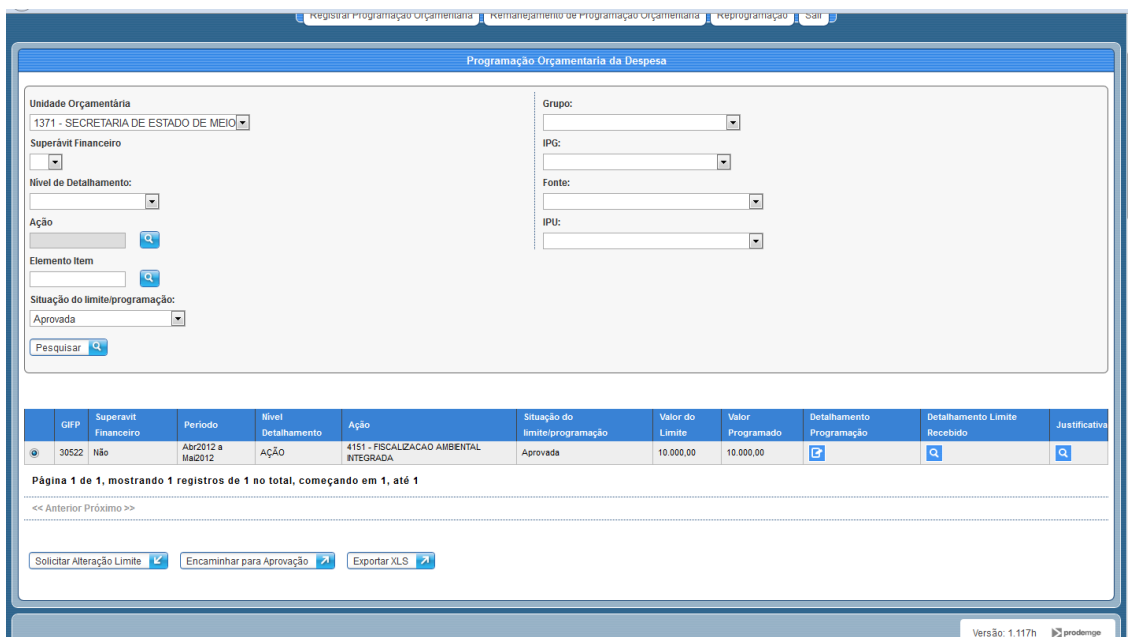 Registrar Programação Orçamentária Remanejamento de Programação Orçamentária Reprogramação Sair
Programação Orçamentaria da Despesa
Unidade Orçamentária
1371 - SECRETARIA DE ESTADO DE MEIO
Superávit Financeiro
Nível de Detalhamento:
Ação
Elemento Item
Situação do limite/programação:
Aprovada
Pesquisar
Grupo:
IPG:
Fonte:
IPU:
GIFP Superavit Financeiro Periodo Nível Detalhamento Ação Situação do limite/programação Valor do Limite Valor Programado Detalhamento Programação Detalhamento Limite Recebido Justificativa
30522 Não Abr2012 a Mai2012 AÇÃO 4151 - FISCALIZACAO AMBIENTAL INTEGRADA Aprovada 10.000,00 10.000,00
Página 1 de 1, mostrando 1 registros de 1 no total, começando em 1, até 1
<< Anterior Próximo >>
Solicitar Alteração Limite Encaminhar para Aprovação Exportar XLS
Versão: 1.117h prodemge